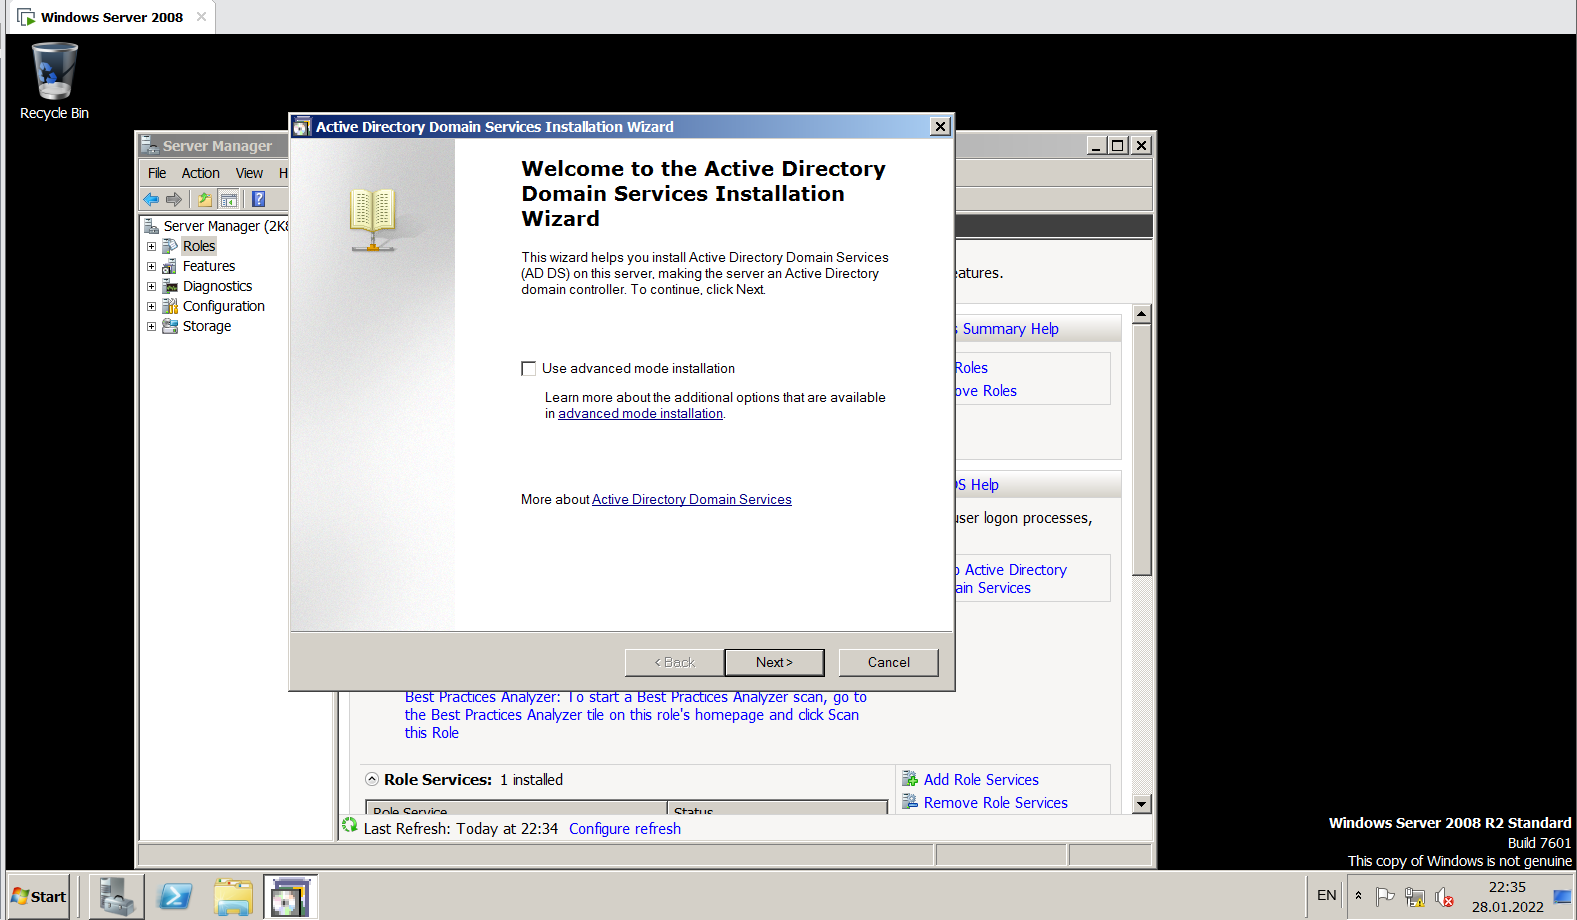 Windows Server 2008
Recycle Bin
Active Directory Domain Services Installation Wizard
Server Manager
File Action View H
Server Manager (2K8
Roles
Features
Diagnostics
Configuration
Storage
Welcome to the Active Directory
Domain Services Installation
Wizard
This wizard helps you install Active Directory Domain Services
(AD DS) on this server, making the server an Active Directory
domain controller. To continue, click Next.
Use advanced mode installation
Learn more about the additional options that are available
in advanced mode installation.
More about Active Directory Domain Services
< Back
Next >
Cancel
eatures.
s Summary Help
Roles
ove Roles
OS Help
user logon processes,
o Active Directory
ain Services
Best Practices Analyzer: To start a Best Practices Analyzer scan, go to
the Best Practices Analyzer tile on this role's homepage and click Scan
this Role
Role Services: 1 installed
Add Role Services
Remove Role Services
Role Service
Status
Last Refresh: Today at 22:34 Configure refresh
Windows Server 2008 R2 Standard
Build 7601
This copy of Windows is not genuine
Start
EN
22:35
28.01.2022